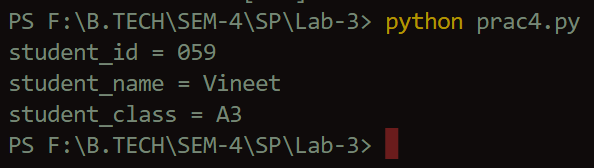 PS F:\B.TECH\SEM-4\SP\Lab-3> python prac4.py
student_id = 059
student_name = Vineet
student_class = A3
PS F:\B.TECH\SEM-4\SP\Lab-3>